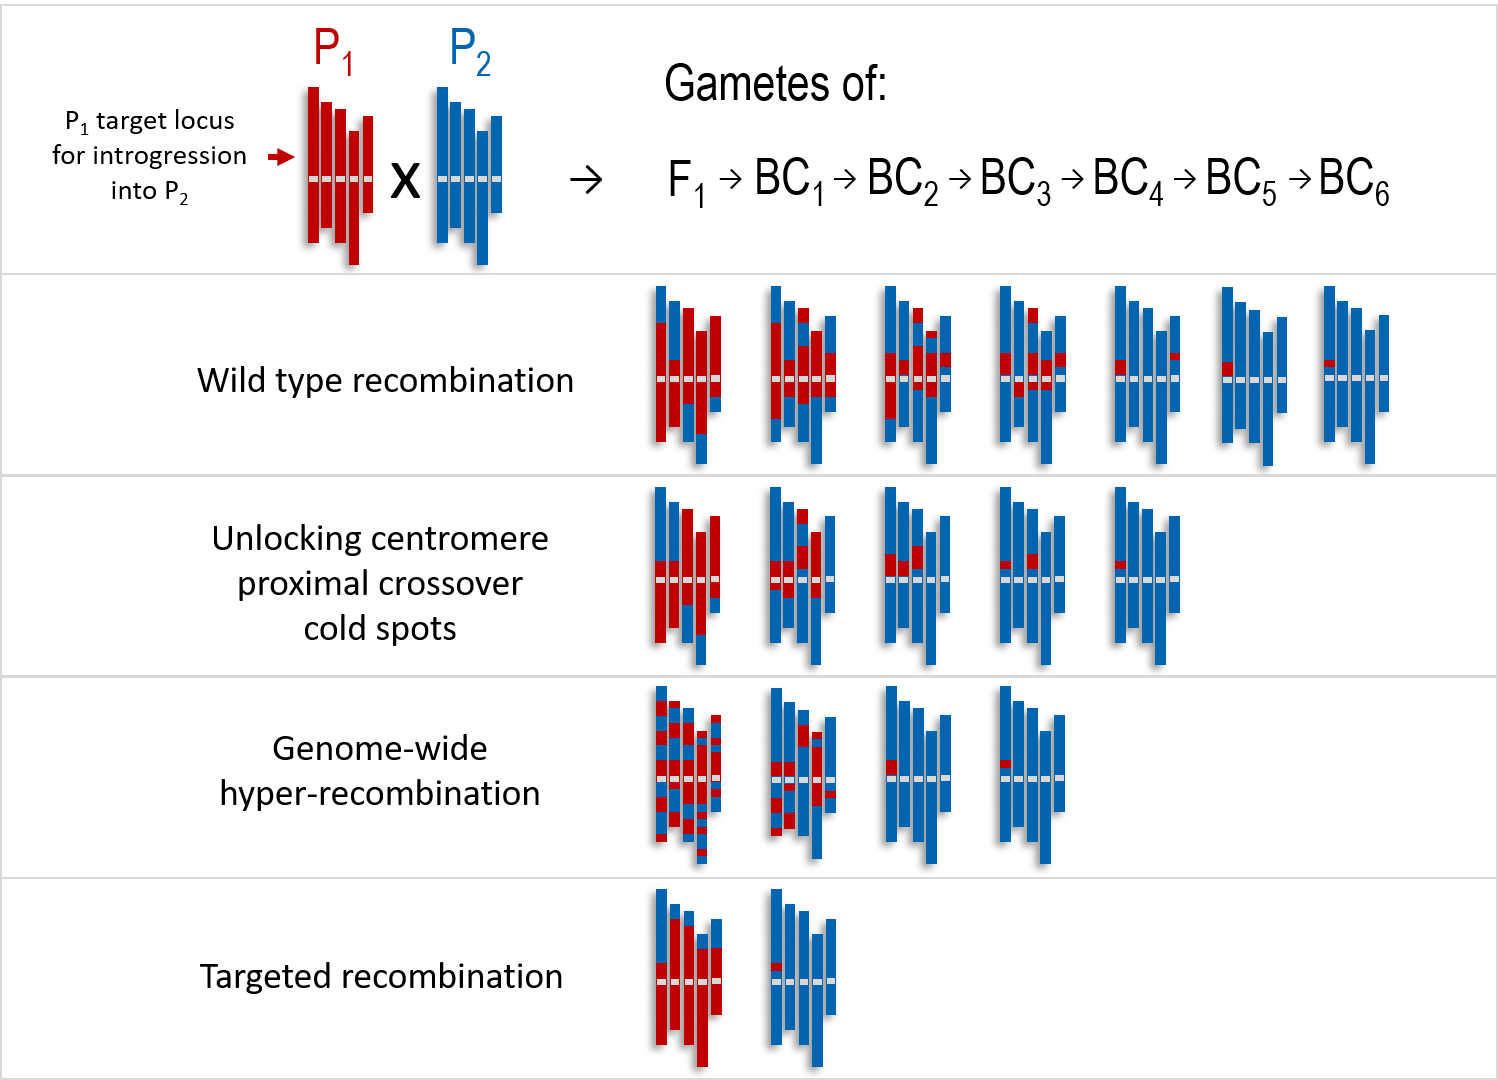 P₁ P₂
P₁ target locus
for introgression
into P₂
X
Gametes of:
→ F₁ → BC₁ → BC₂ → BC₃ → BC₄ → BC₅ → BC₆
Wild type recombination
Unlocking centromere
proximal crossover
cold spots
Genome-wide
hyper-recombination
Targeted recombination